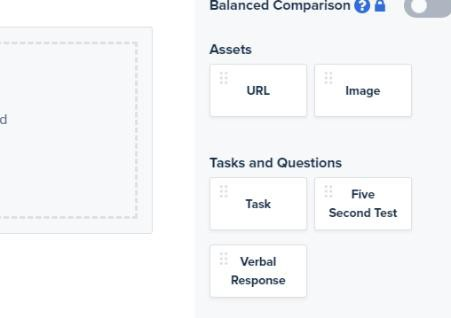 Balanced Comparison
Assets
d
URL
Image
Tasks and Questions
Task
Five
Second Test
Verbal
Response